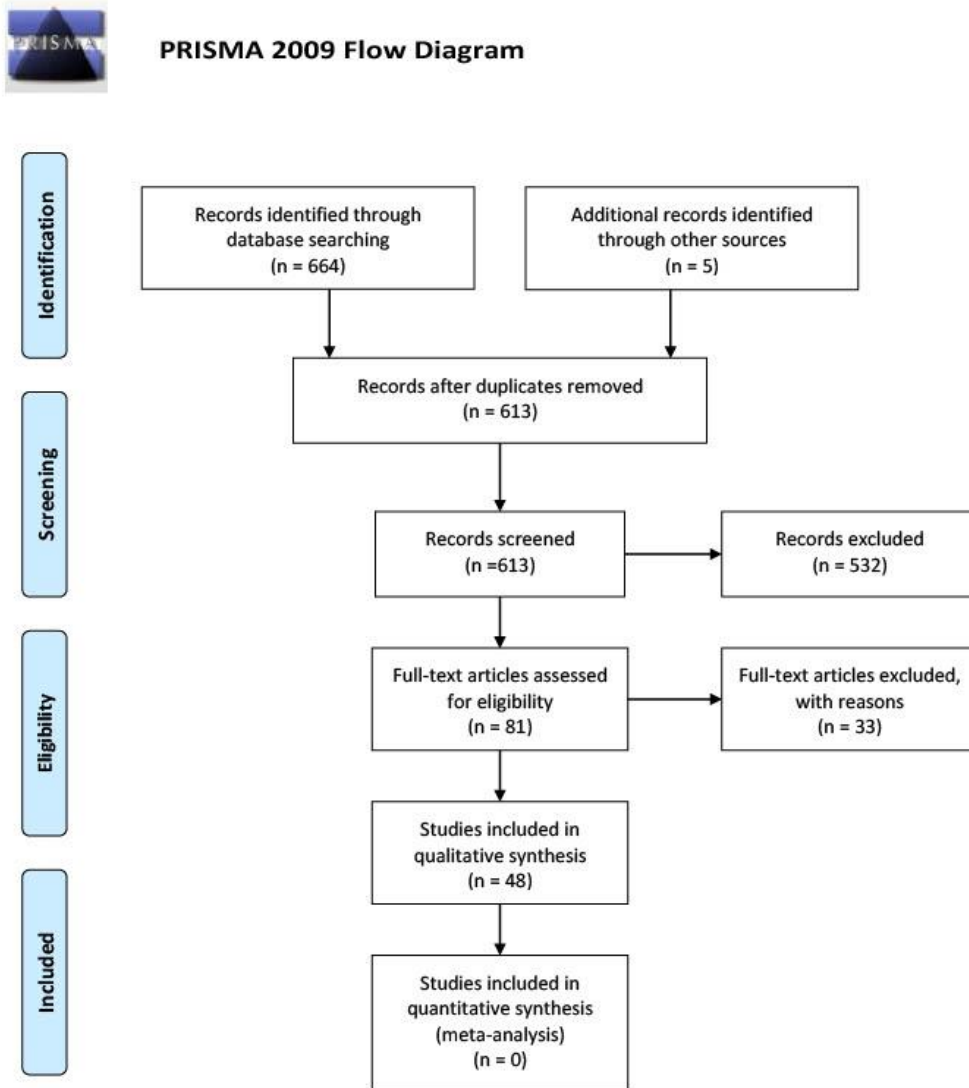 PRISMA
PRISMA 2009 Flow Diagram
Identification
Records identified through
database searching
(n = 664)
Additional records identified
through other sources
(n = 5)
Records after duplicates removed
(n = 613)
Screening
Records screened
(n =613)
Records excluded
(n = 532)
Eligibility
Full-text articles assessed
for eligibility
(n = 81)
Full-text articles excluded,
with reasons
(n = 33)
Studies included in
qualitative synthesis
(n = 48)
Included
Studies included in
quantitative synthesis
(meta-analysis)
(n = 0)